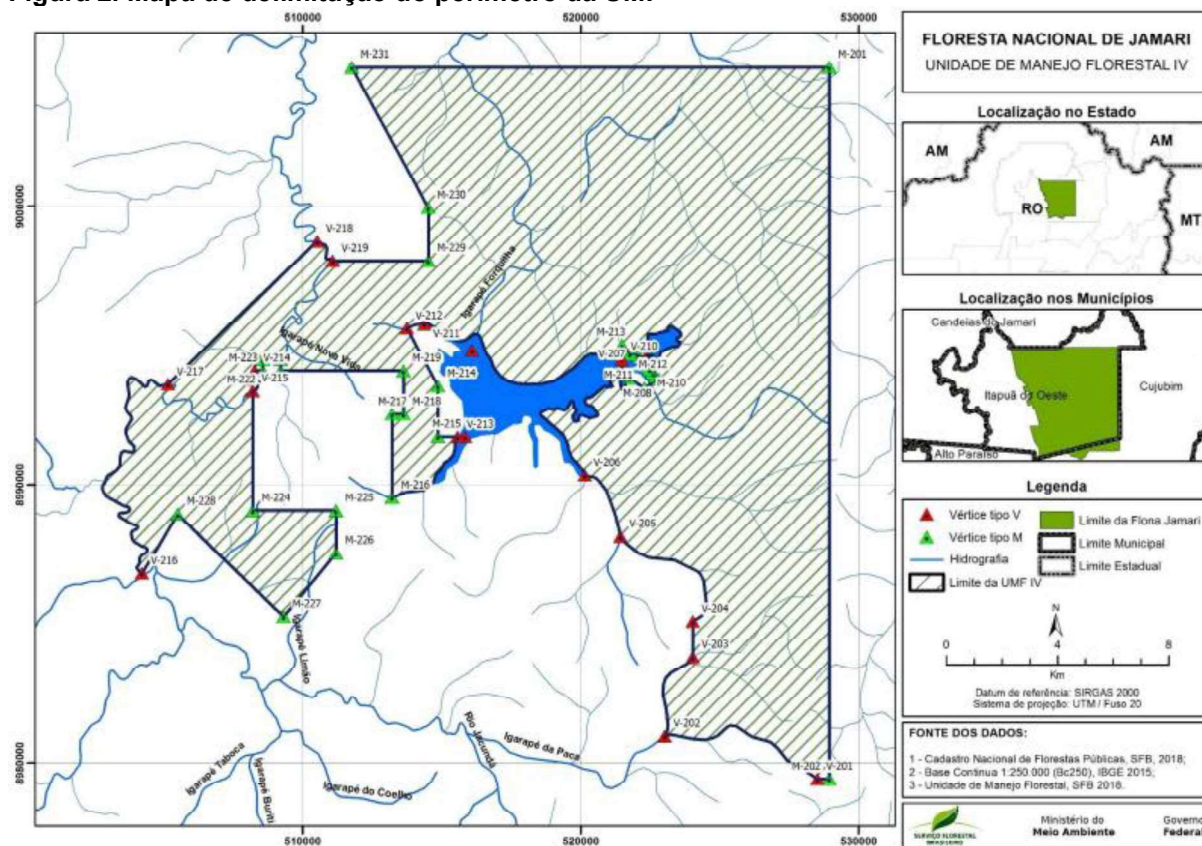 Figura 2. Mapa de delimitação do perímetro da UMF
510000
520000
530000
M-231
M-201
9000000
M-230
V-218
V-219
M-229
Igarapé Forquilha
V-212
V-211
M-213
V-210
V-207
M-212
M-211
M-210
M-208
Igarapé Nova Vida
M-219
M-223
V-214
V-217
M-222
V-215
M-214
M-218
M-217
M-215
V-213
V-206
8990000
M-216
M-228
M-224
M-225
V-205
M-226
V-216
M-227
V-204
Igarapé Limão
V-203
V-202
Rio Jacundá
Igarapé da Paca
8980000
Igarapé Taboca
Igarapé Buriti
Igarapé do Coelho
M-202
V-201
510000
520000
530000
FLORESTA NACIONAL DE JAMARI
UNIDADE DE MANEJO FLORESTAL IV
Localização no Estado
AM
AM
RO
MT
Localização nos Municípios
Candeias do Jamari
Itapuã do Oeste
Cujubim
Alto Paraíso
Legenda
Vértice tipo V
Vértice tipo M
Hidrografia
Limite da UMF IV
Limite da Flona Jamari
Limite Municipal
Limite Estadual
N
0 4 8
Km
Datum de referência: SIRGAS 2000
Sistema de projeção: UTM / Fuso 20
FONTE DOS DADOS:
1 - Cadastro Nacional de Florestas Públicas, SFB, 2018;
2 - Base Contínua 1:250.000 (Bc250), IBGE 2015;
3 - Unidade de Manejo Florestal, SFB 2018.
SERVIÇO FLORESTAL
BRASILEIRO
Ministério do
Meio Ambiente
Governo
Federal